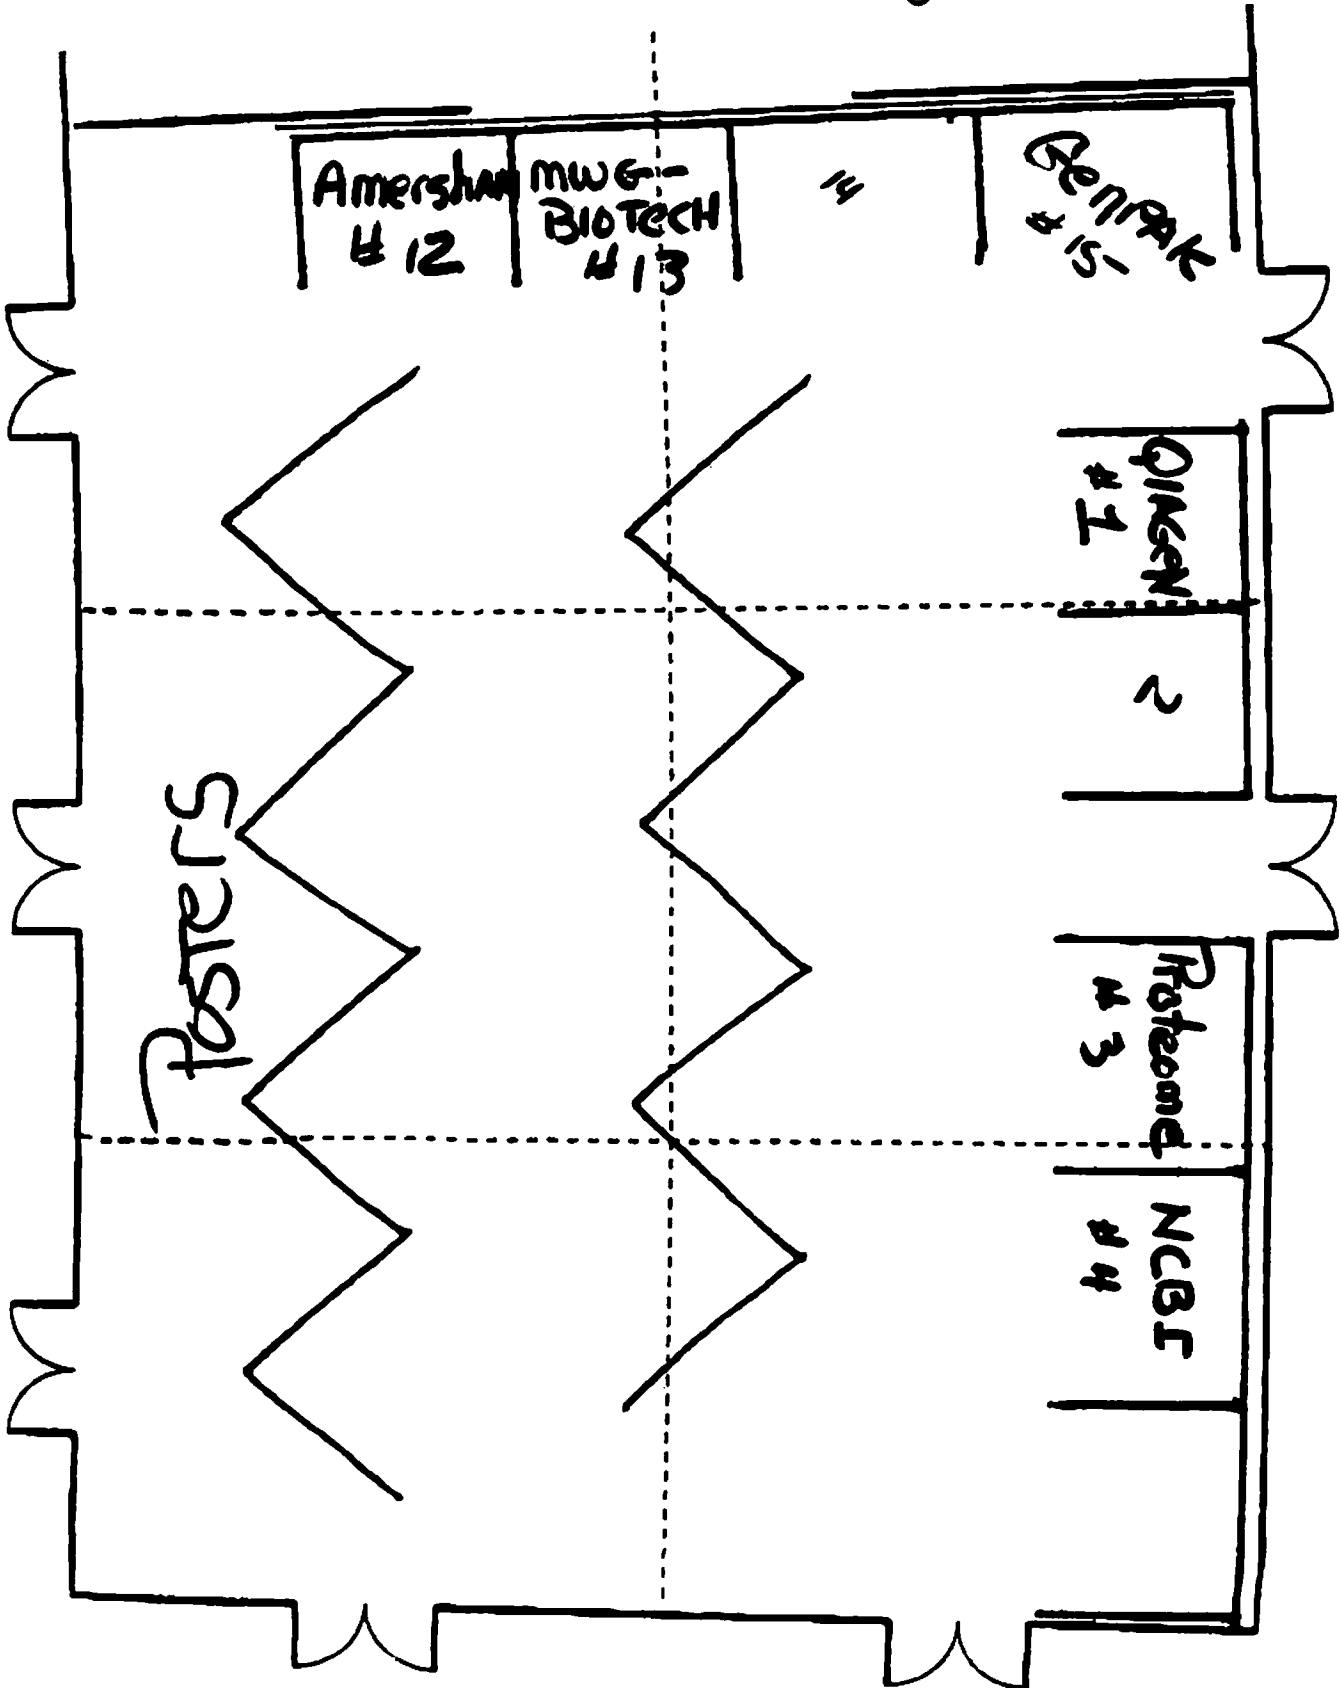 Amersham
# 12
MWG-
BIOTECH
#13
14
GENPAK
# 15
QIAGEN
# 1
2
Proteome
# 3
NCBI
# 4
Posters